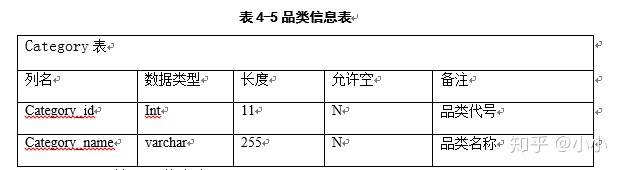 表 4-5 品类信息表
Category 表
列名 数据类型 长度 允许空 备注
Category_id Int 11 N 品类代号
Category_name varchar 255 N 品类名称
知乎 @小小